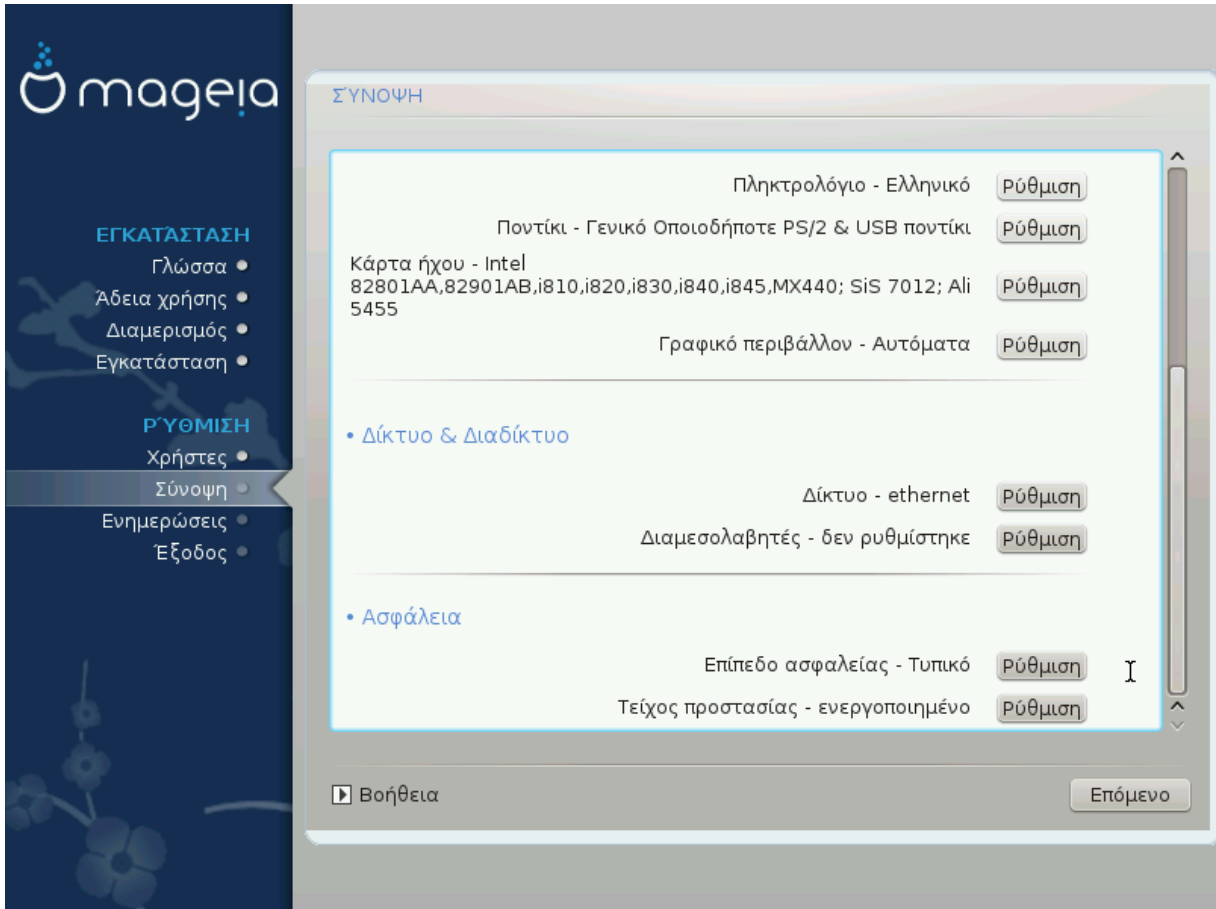 mageia
ΕΓΚΑΤΆΣΤΑΣΗ
Γλώσσα
Άδεια χρήσης
Διαμερισμός
Εγκατάσταση
ΡΎΘΜΙΣΗ
Χρήστες
Σύνοψη
Ενημερώσεις
Έξοδος
ΣΎΝΟΨΗ
Πληκτρολόγιο - Ελληνικό Ρύθμιση
Ποντίκι - Γενικό Οποιοδήποτε PS/2 & USB ποντίκι Ρύθμιση
Κάρτα ήχου - Intel
82801AA,82901AB,i810,i820,i830,i840,i845,MX440; SiS 7012; Ali Ρύθμιση
5455
Γραφικό περιβάλλον - Αυτόματα Ρύθμιση
• Δίκτυο & Διαδίκτυο
Δίκτυο - ethernet Ρύθμιση
Διαμεσολαβητές - δεν ρυθμίστηκε Ρύθμιση
• Ασφάλεια
Επίπεδο ασφαλείας - Τυπικό Ρύθμιση
Τείχος προστασίας - ενεργοποιημένο Ρύθμιση
Βοήθεια
Επόμενο